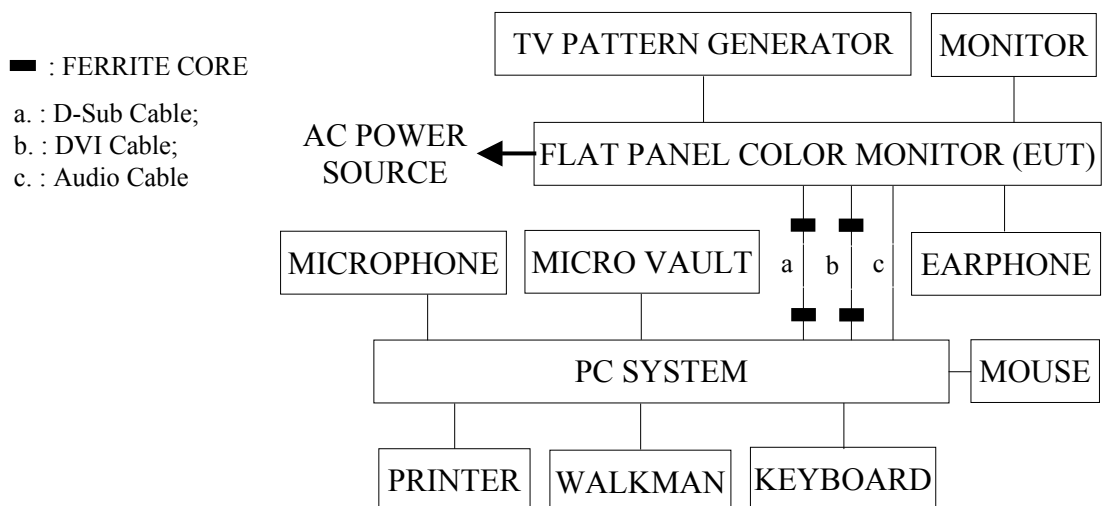 TV PATTERN GENERATOR
MONITOR
: FERRITE CORE
a. : D-Sub Cable;
b. : DVI Cable;
c. : Audio Cable
AC POWER
SOURCE
FLAT PANEL COLOR MONITOR (EUT)
MICROPHONE
MICRO VAULT
a
b
c
EARPHONE
PC SYSTEM
MOUSE
PRINTER
WALKMAN
KEYBOARD